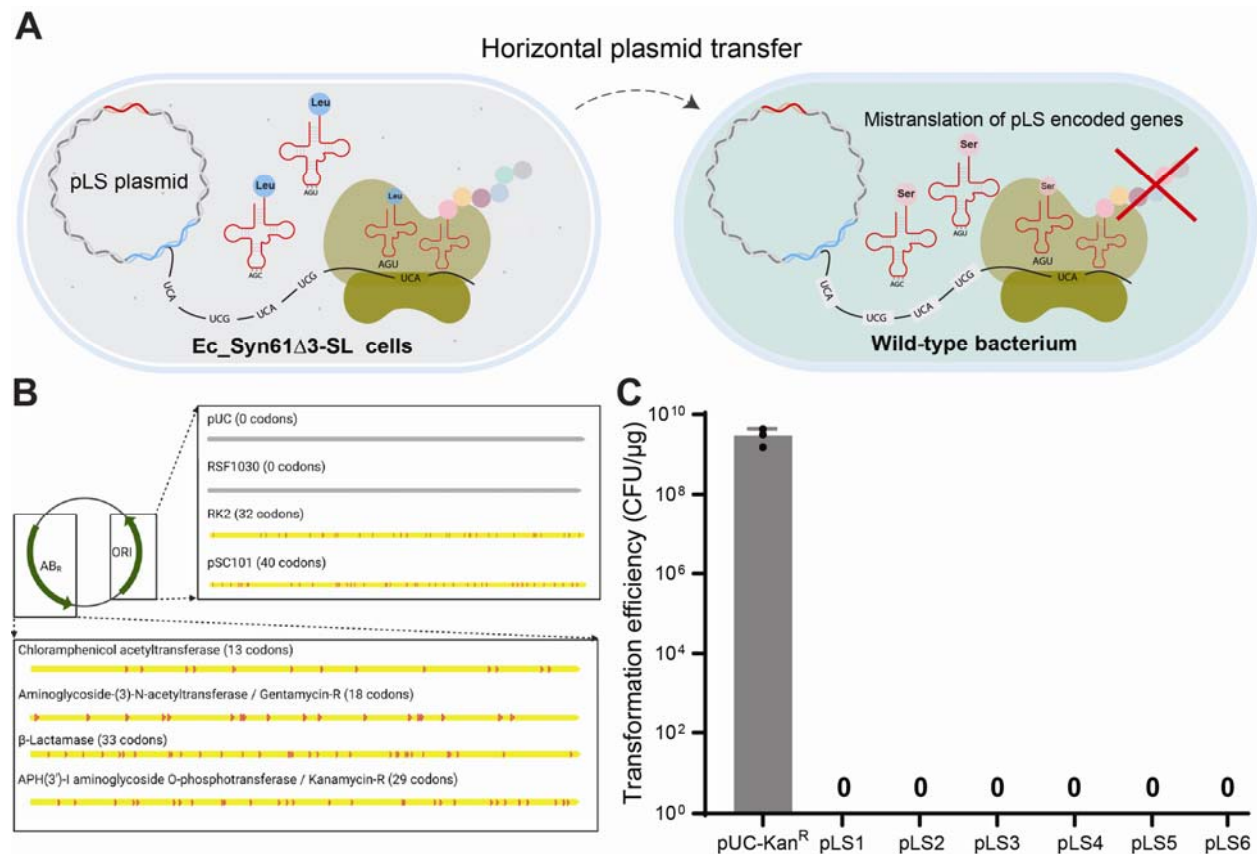 A
Horizontal plasmid transfer
pLS plasmid
Leu
AGU
Leu
AGC
Leu
AGU
UCA
UCA
UCG
UCA
UCG
Ec_Syn61Δ3-SL cells
Mistranslation of pLS encoded genes
Ser
AGU
Ser
AGC
Ser
AGU
UCA
UCA
UCG
UCA
UCG
Wild-type bacterium
B
ABR
ORI
pUC (0 codons)
RSF1030 (0 codons)
RK2 (32 codons)
pSC101 (40 codons)
Chloramphenicol acetyltransferase (13 codons)
Aminoglycoside-(3)-N-acetyltransferase / Gentamycin-R (18 codons)
β-Lactamase (33 codons)
APH(3')-I aminoglycoside O-phosphotransferase / Kanamycin-R (29 codons)
C
Transformation efficiency (CFU/µg)
10^10
10^8
10^6
10^4
10^2
10^0
0 0 0 0 0 0
pUC-Kan^R pLS1 pLS2 pLS3 pLS4 pLS5 pLS6